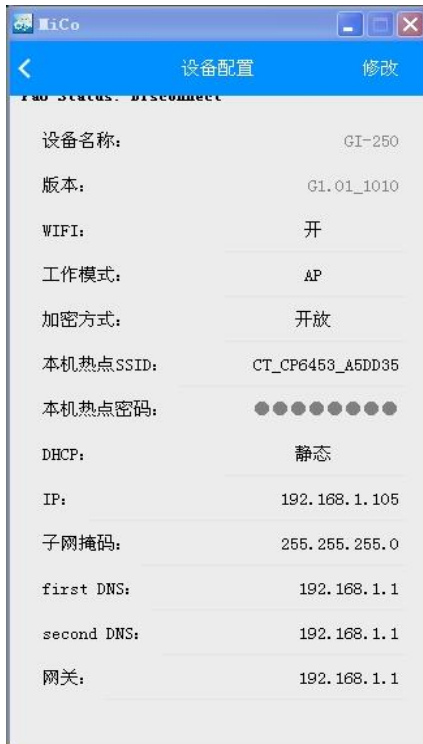 MiCo
设备配置 修改
Pub Status: Disconnect
设备名称: GI-250
版本: G1.01_1010
WIFI: 开
工作模式: AP
加密方式: 开放
本机热点SSID: CT_CP6453_A5DD35
本机热点密码: ●●●●●●●●
DHCP: 静态
IP: 192.168.1.105
子网掩码: 255.255.255.0
first DNS: 192.168.1.1
second DNS: 192.168.1.1
网关: 192.168.1.1